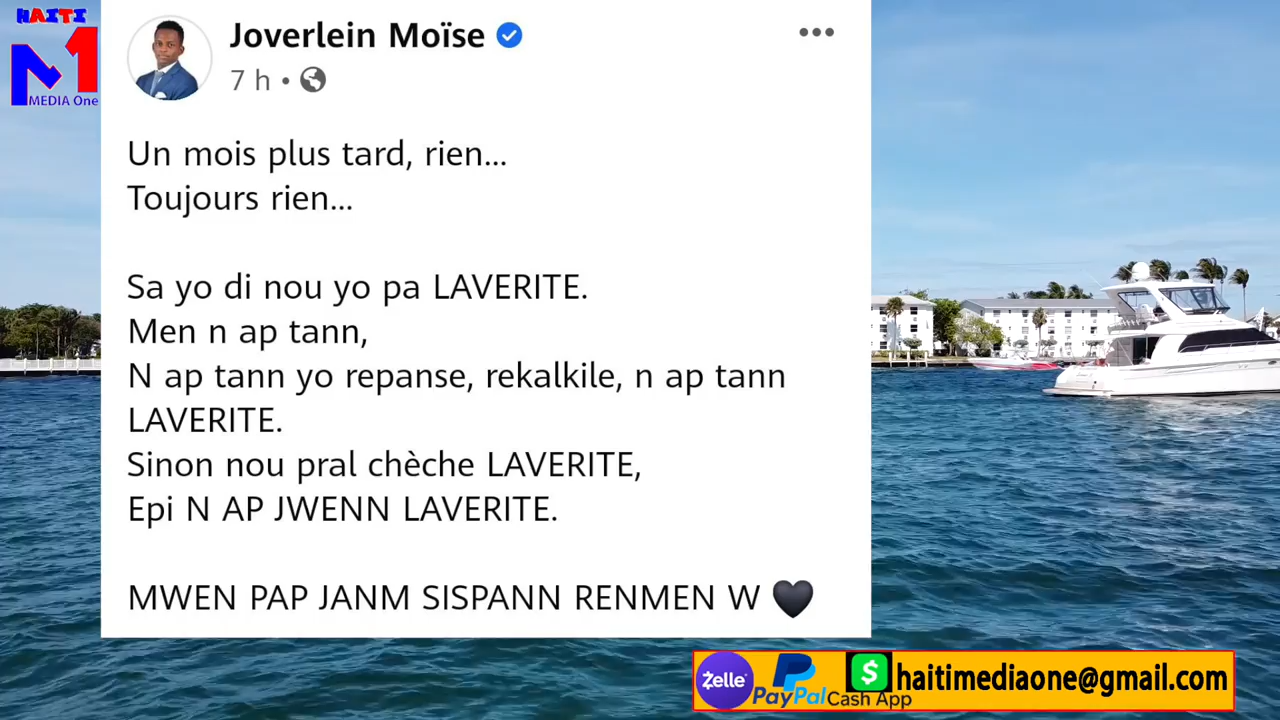 HAITI
M1
MEDIA One
Joverlein Moïse
7 h •
Un mois plus tard, rien...
Toujours rien...
Sa yo di nou yo pa LAVERITE.
Men n ap tann,
N ap tann yo repanse, rekalkile, n ap tann
LAVERITE.
Sinon nou pral chèche LAVERITE,
Epi N AP JWENN LAVERITE.
MWEN PAP JANM SISPANN RENMEN W 🖤
Zelle
PayPal
$
Cash App
haitimediaone@gmail.com